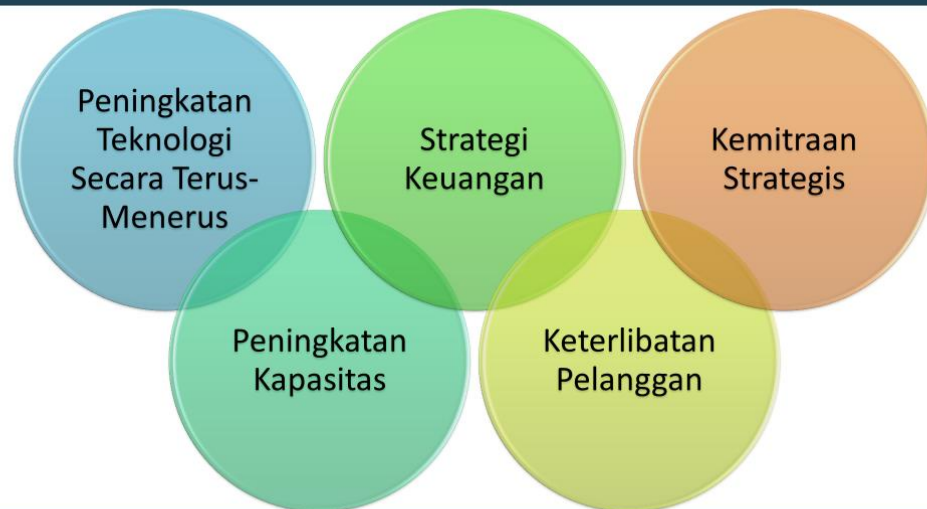 Peningkatan
Teknologi
Secara Terus-
Menerus
Peningkatan
Kapasitas
Strategi
Keuangan
Keterlibatan
Pelanggan
Kemitraan
Strategis